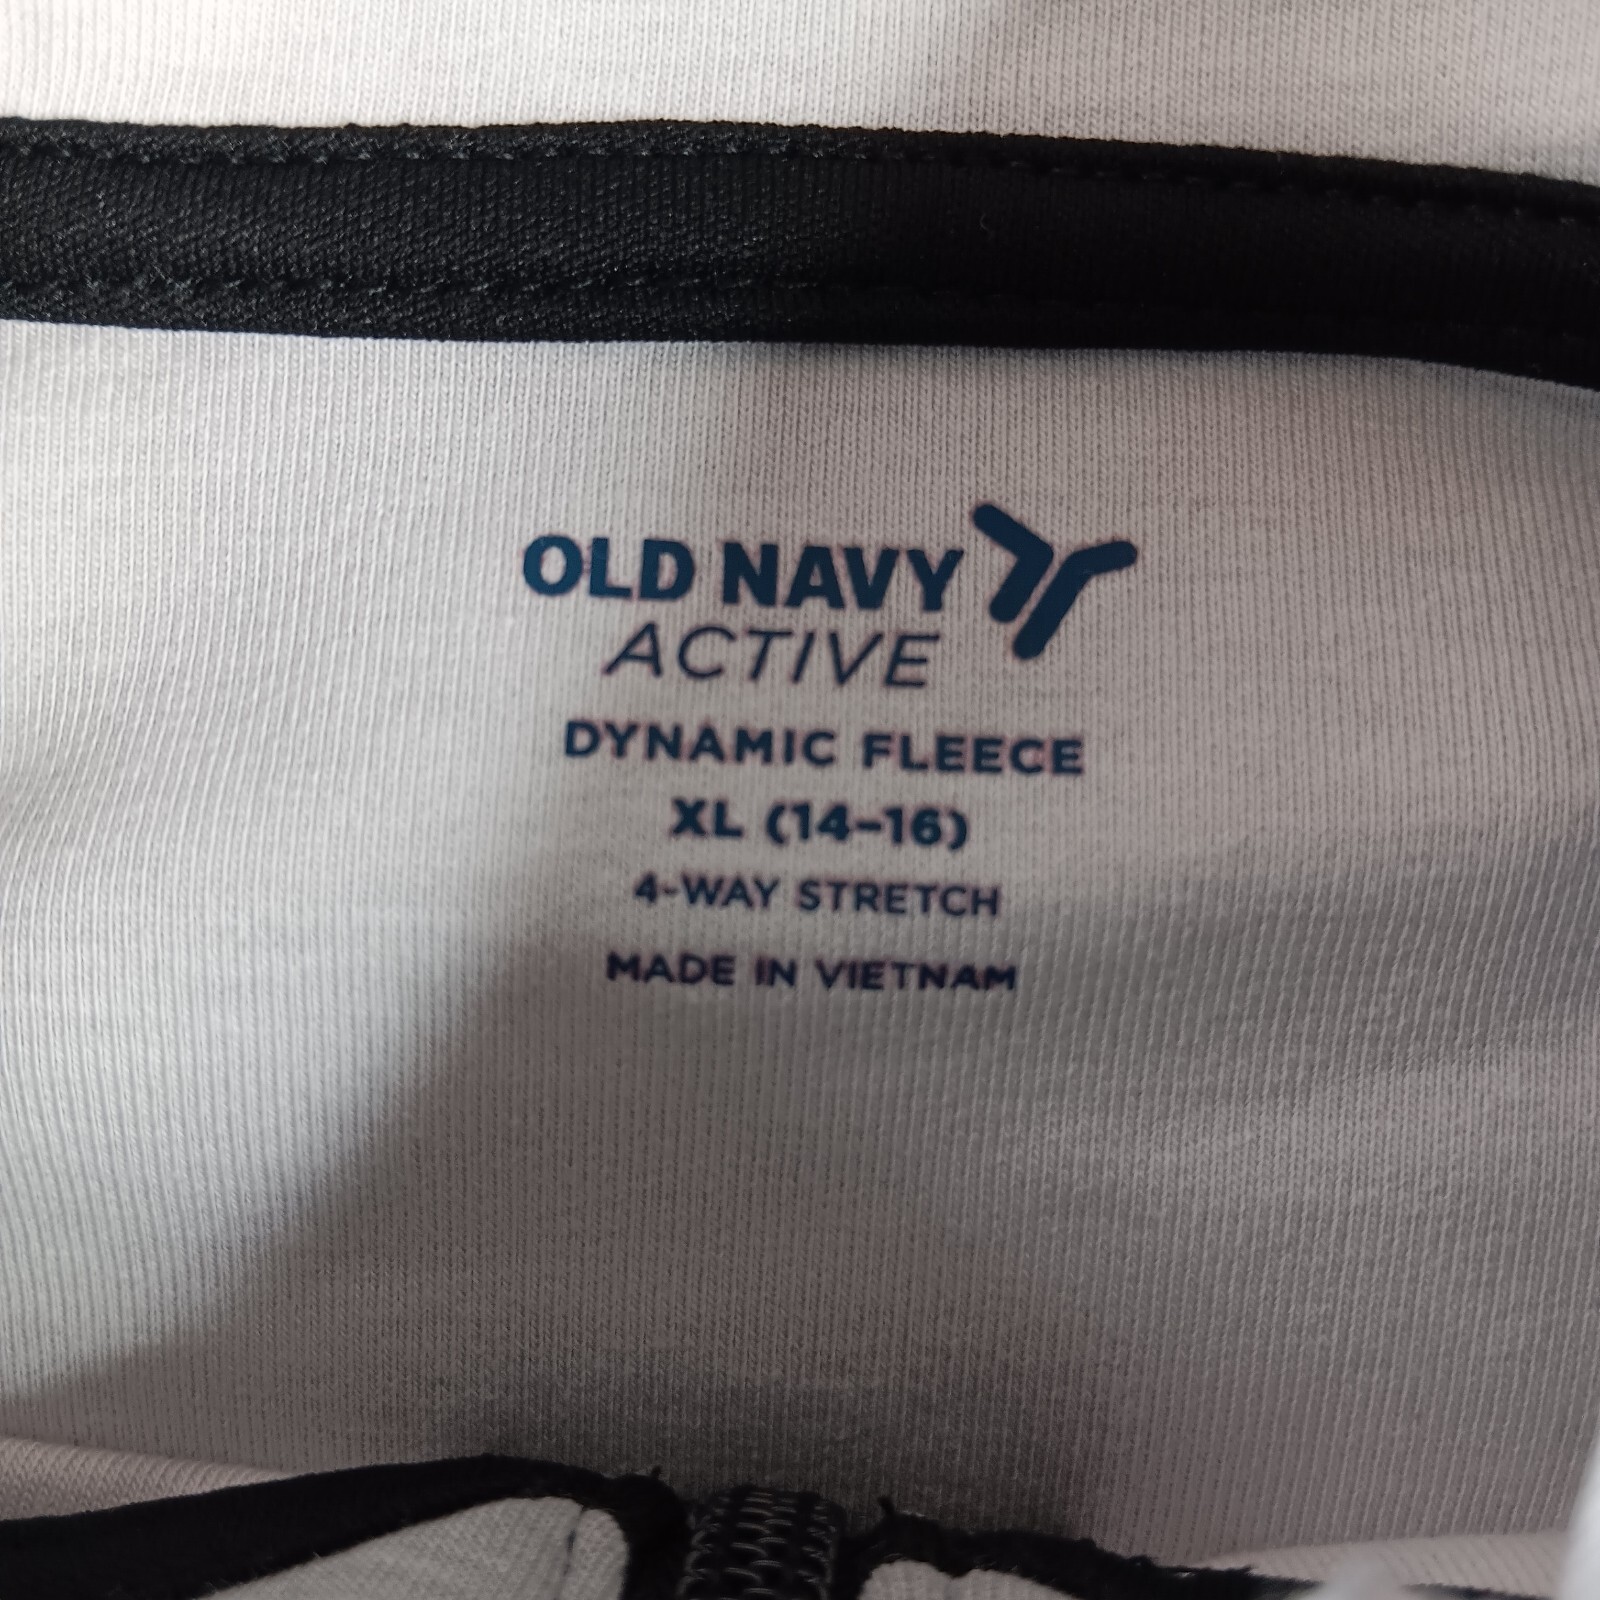 OLD NAVY
ACTIVE
DYNAMIC FLEECE
XL (14-16)
4-WAY STRETCH
MADE IN VIETNAM